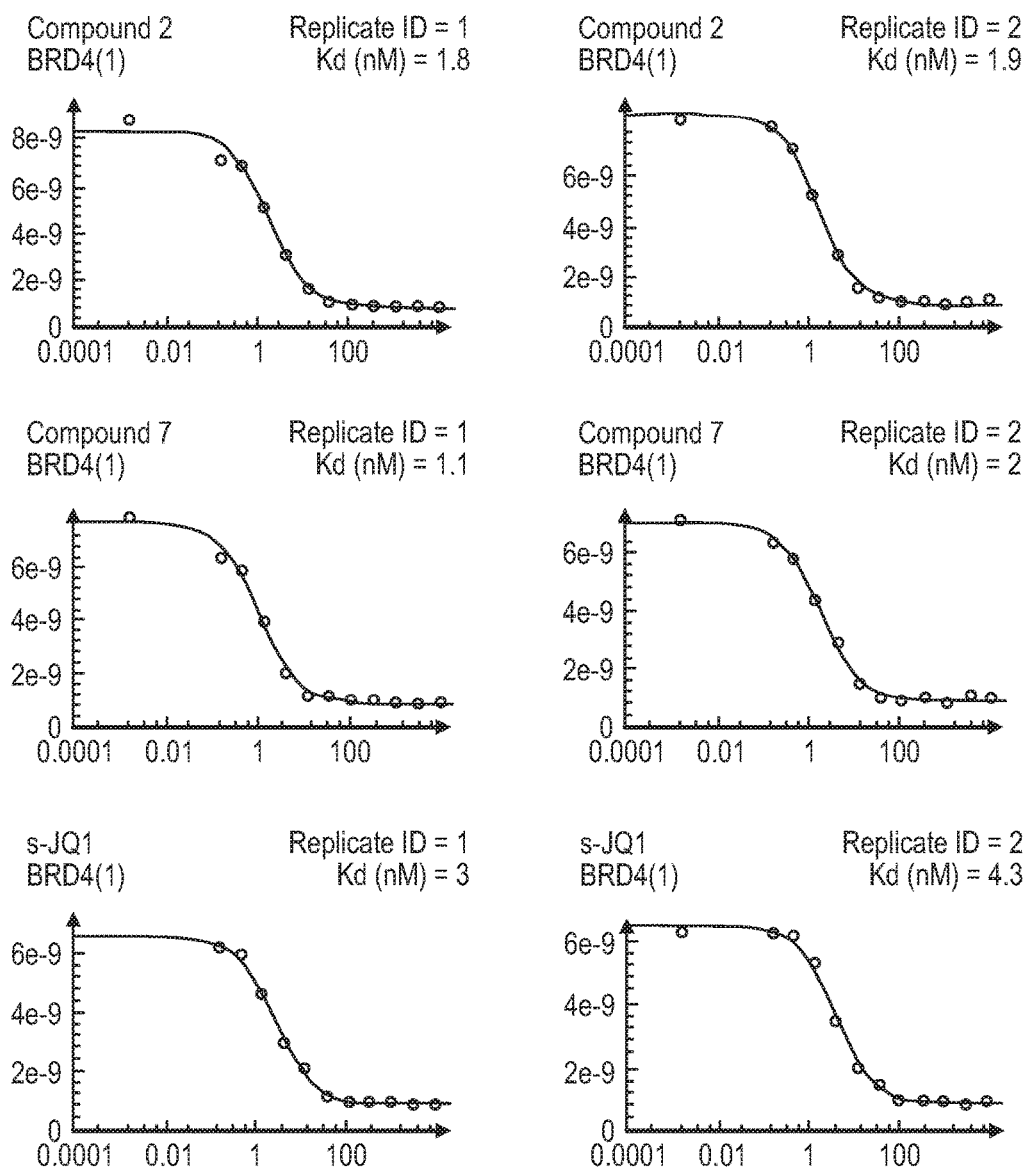 Compound 2 Replicate ID = 1
BRD4(1) Kd (nM) = 1.8
8e-9
6e-9
4e-9
2e-9
0
0.0001 0.01 1 100
Compound 2 Replicate ID = 2
BRD4(1) Kd (nM) = 1.9
6e-9
4e-9
2e-9
0
0.0001 0.01 1 100
Compound 7 Replicate ID = 1
BRD4(1) Kd (nM) = 1.1
6e-9
4e-9
2e-9
0
0.0001 0.01 1 100
Compound 7 Replicate ID = 2
BRD4(1) Kd (nM) = 2
6e-9
4e-9
2e-9
0
0.0001 0.01 1 100
s-JQ1 Replicate ID = 1
BRD4(1) Kd (nM) = 3
6e-9
4e-9
2e-9
0
0.0001 0.01 1 100
s-JQ1 Replicate ID = 2
BRD4(1) Kd (nM) = 4.3
6e-9
4e-9
2e-9
0
0.0001 0.01 1 100